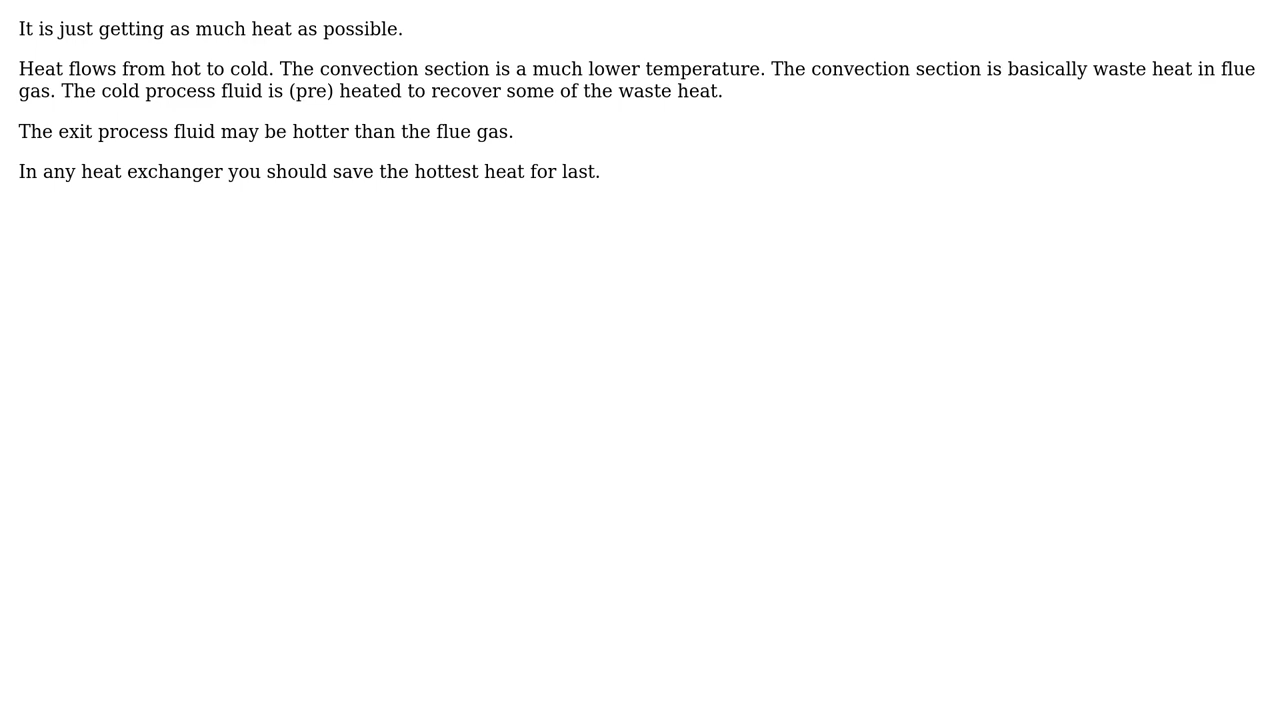 It is just getting as much heat as possible.
Heat flows from hot to cold. The convection section is a much lower temperature. The convection section is basically waste heat in flue
gas. The cold process fluid is (pre) heated to recover some of the waste heat.
The exit process fluid may be hotter than the flue gas.
In any heat exchanger you should save the hottest heat for last.